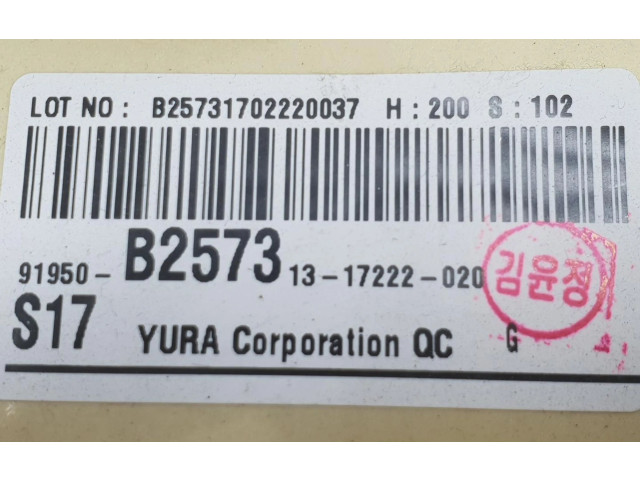 LOT NO : B25731702220037 H : 200 S : 102
91950- B2573 13-17222-020
김윤정
S17 YURA Corporation QC G